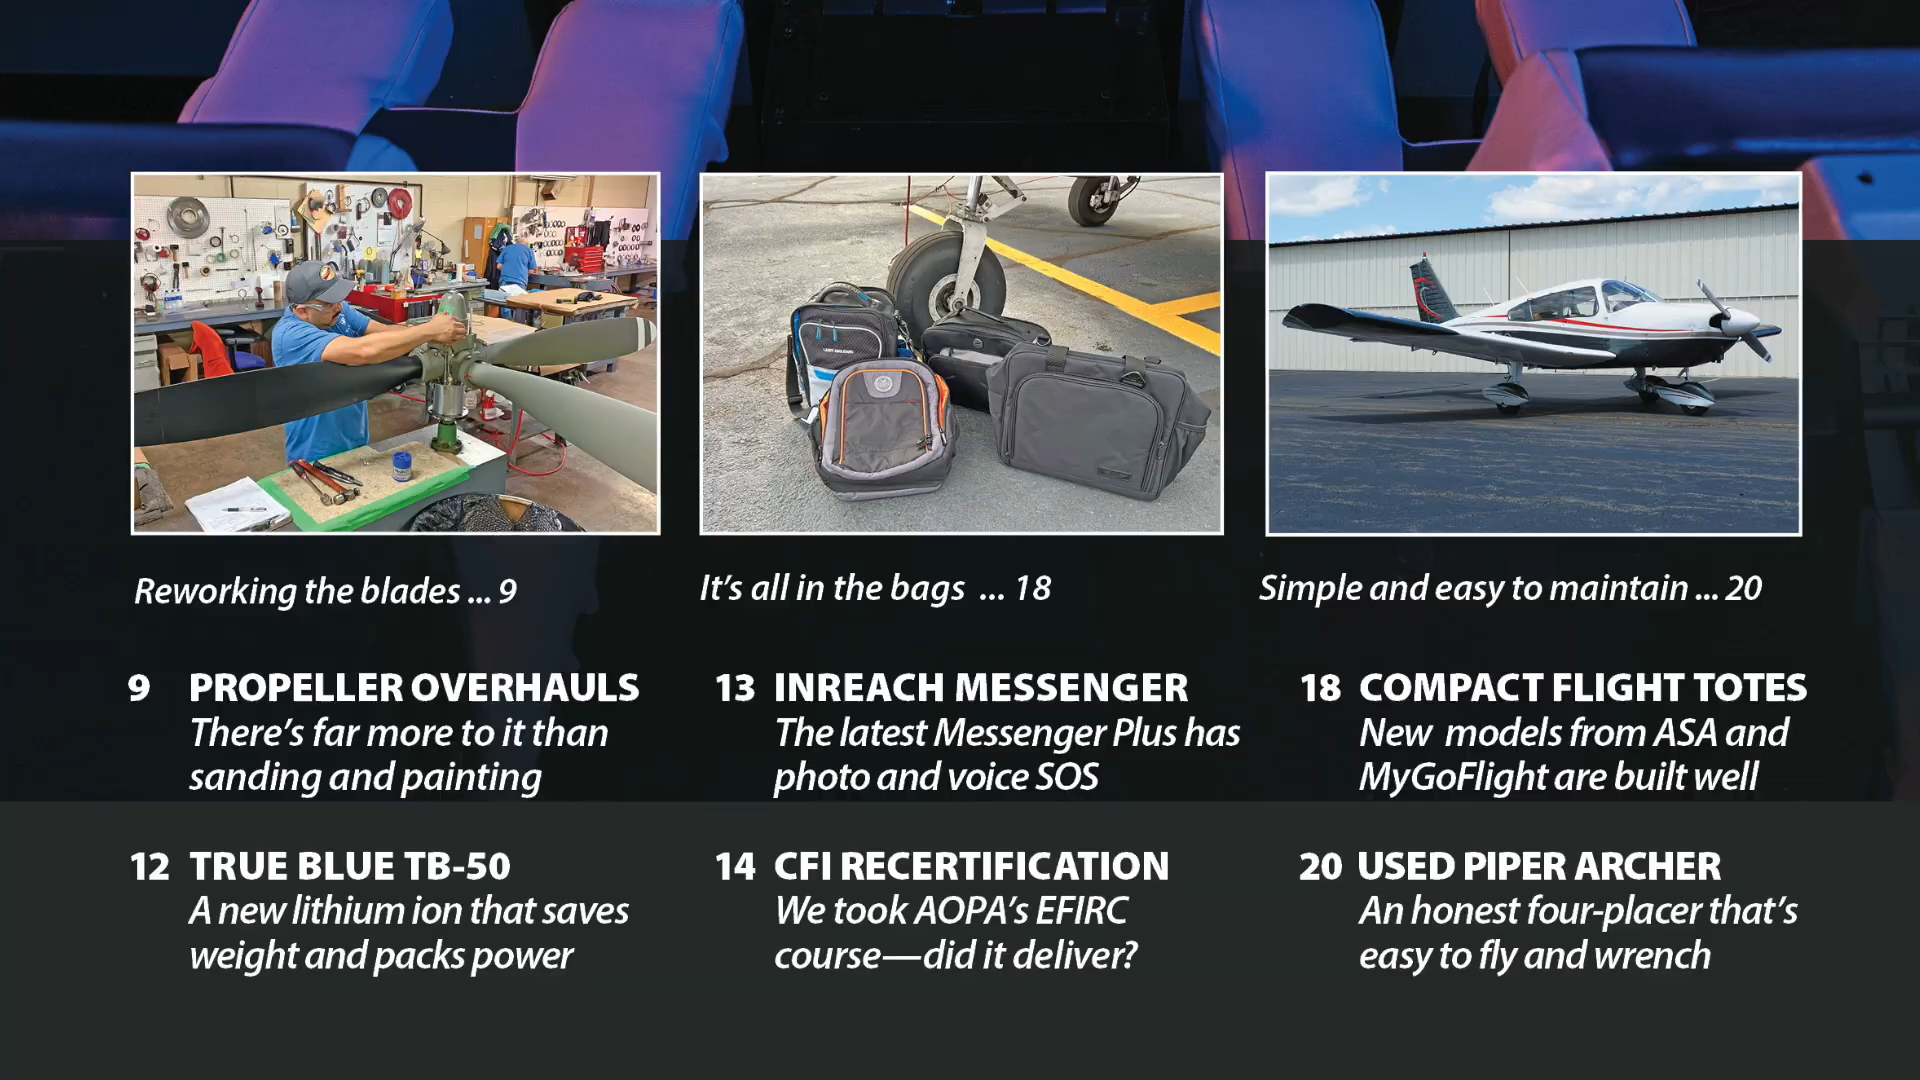 Reworking the blades ... 9
It's all in the bags ... 18
Simple and easy to maintain ... 20
9 PROPELLER OVERHAULS
There's far more to it than
sanding and painting
13 INREACH MESSENGER
The latest Messenger Plus has
photo and voice SOS
18 COMPACT FLIGHT TOTES
New models from ASA and
MyGoFlight are built well
12 TRUE BLUE TB-50
A new lithium ion that saves
weight and packs power
14 CFI RECERTIFICATION
We took AOPA's EFIRC
course—did it deliver?
20 USED PIPER ARCHER
An honest four-placer that's
easy to fly and wrench